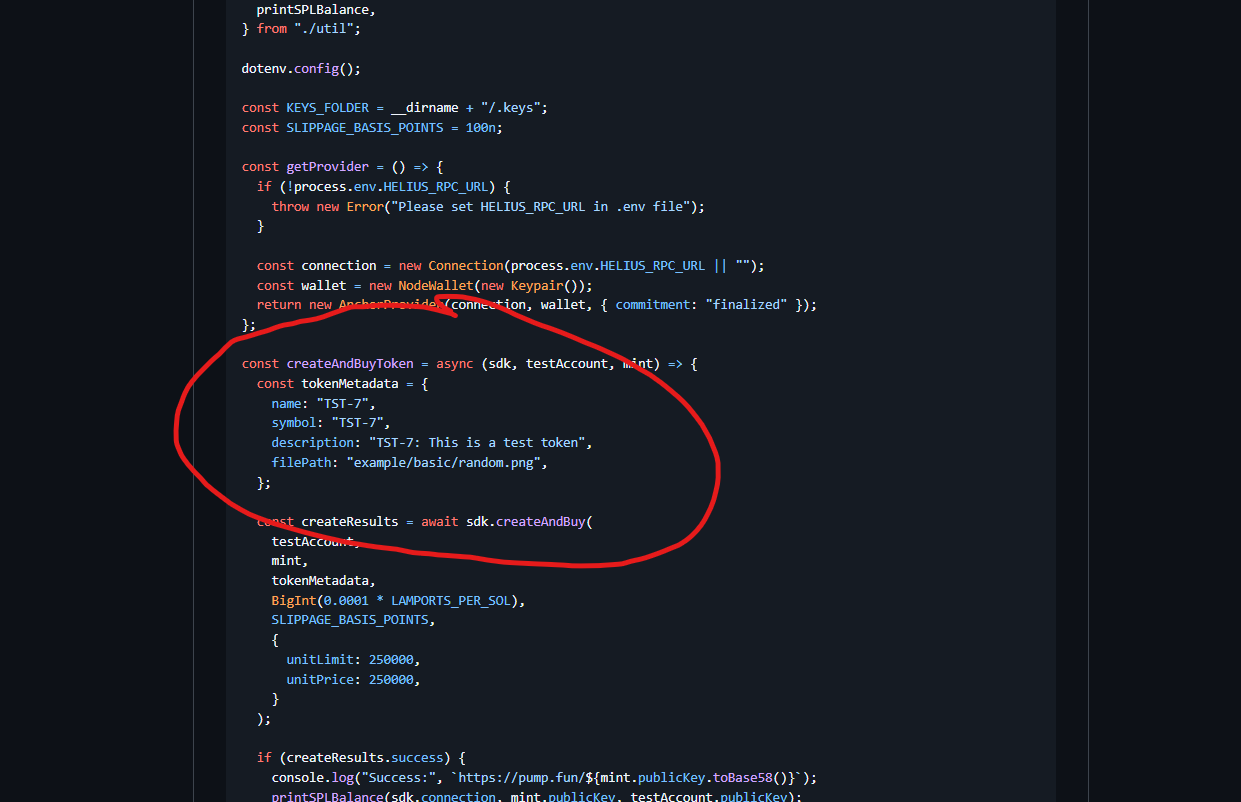 printSPLBalance,
} from "./util";
dotenv.config();
const KEYS_FOLDER = __dirname + "/.keys";
const SLIPPAGE_BASIS_POINTS = 100n;
const getProvider = () => {
if (!process.env.HELIUS_RPC_URL) {
throw new Error("Please set HELIUS_RPC_URL in .env file");
}
const connection = new Connection(process.env.HELIUS_RPC_URL || "");
const wallet = new NodeWallet(new Keypair());
return new AnchorProvider(connection, wallet, { commitment: "finalized" });
};
const createAndBuyToken = async (sdk, testAccount, mint) => {
const tokenMetadata = {
name: "TST-7",
symbol: "TST-7",
description: "TST-7: This is a test token",
filePath: "example/basic/random.png",
};
const createResults = await sdk.createAndBuy(
testAccount,
mint,
tokenMetadata,
BigInt(0.0001 * LAMPORTS_PER_SOL),
SLIPPAGE_BASIS_POINTS,
{
unitLimit: 250000,
unitPrice: 250000,
}
);
if (createResults.success) {
console.log("Success:", `https://pump.fun/${mint.publicKey.toBase58()}`);
printSPLBalance(sdk.connection, mint.publicKey, testAccount.publicKey);